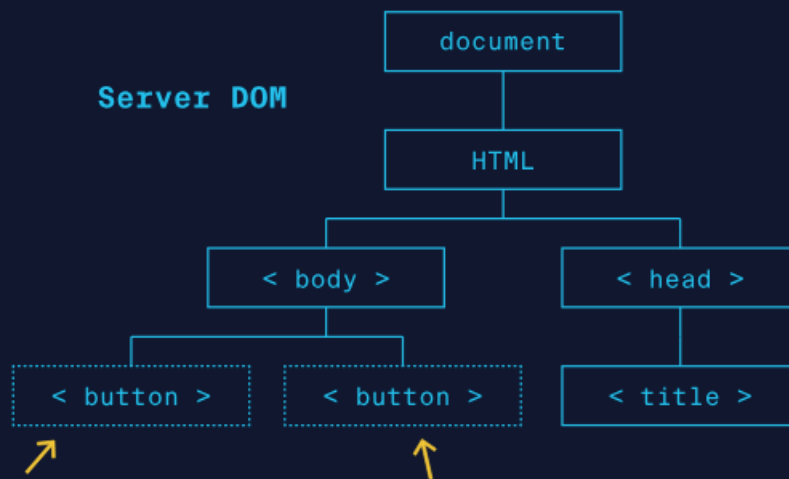 document
Server DOM
HTML
< body >
< head >
< button >
< button >
< title >